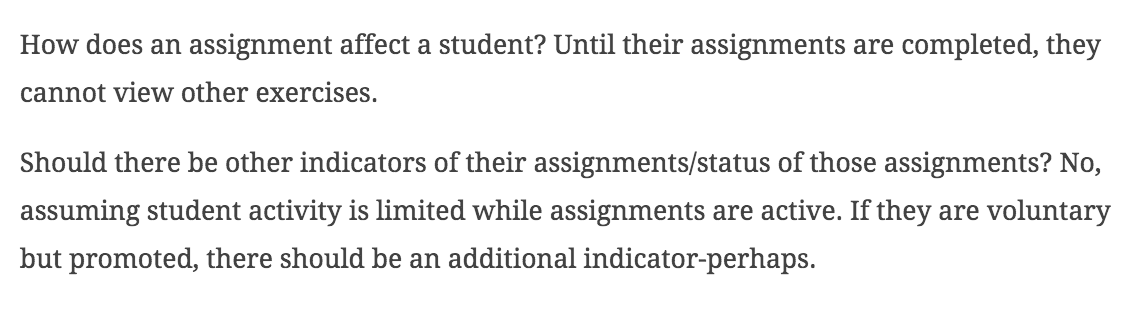 How does an assignment affect a student? Until their assignments are completed, they
cannot view other exercises.
Should there be other indicators of their assignments/status of those assignments? No,
assuming student activity is limited while assignments are active. If they are voluntary
but promoted, there should be an additional indicator-perhaps.